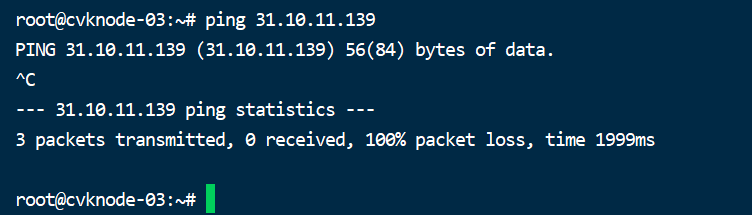 root@cvknode-03:~# ping 31.10.11.139
PING 31.10.11.139 (31.10.11.139) 56(84) bytes of data.
^C
--- 31.10.11.139 ping statistics ---
3 packets transmitted, 0 received, 100% packet loss, time 1999ms
root@cvknode-03:~#